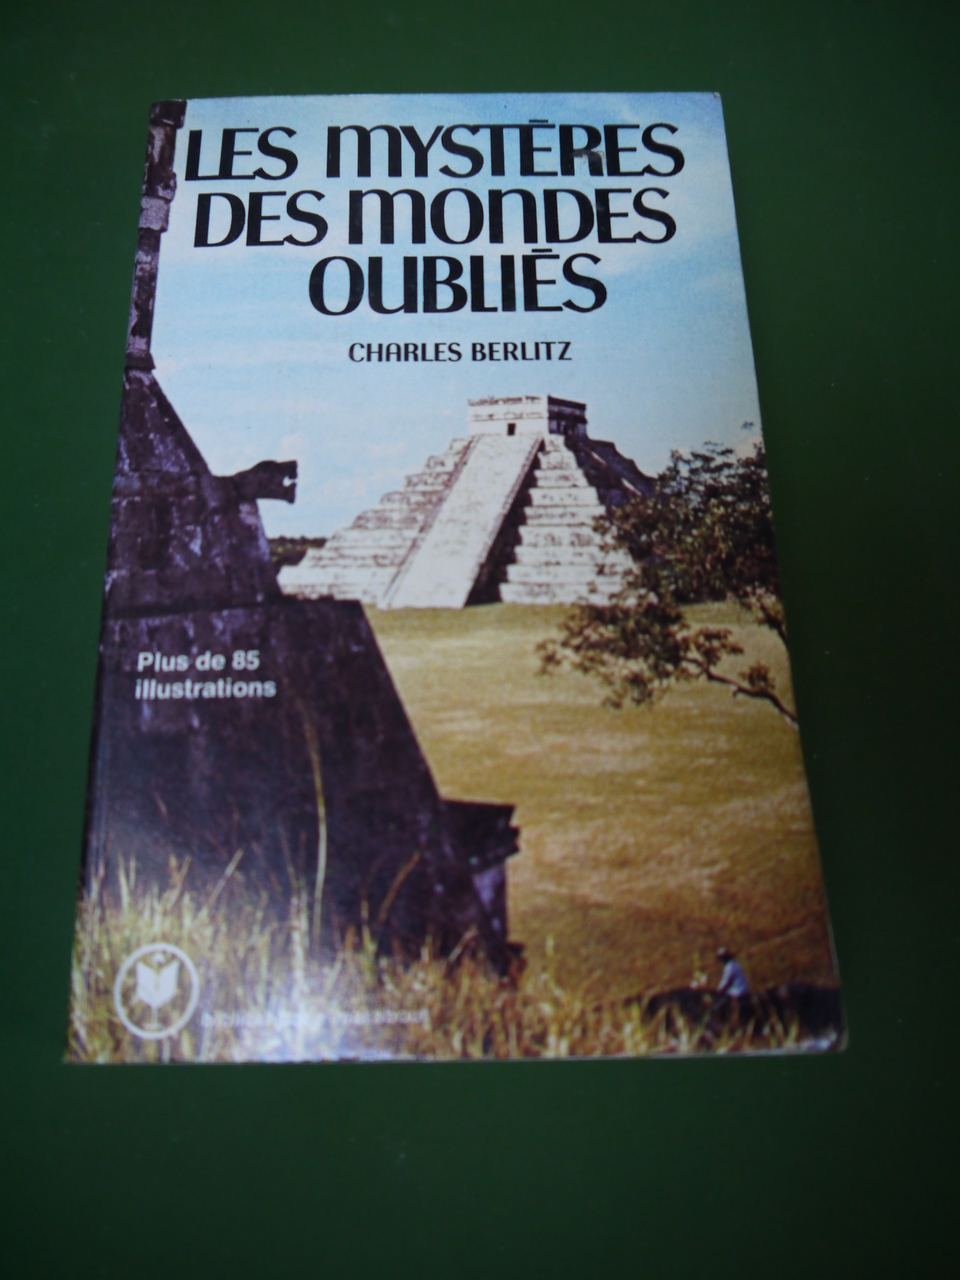 LES MYSTÈRES
DES MONDES
OUBLIÉS
CHARLES BERLITZ
Plus de 85
illustrations